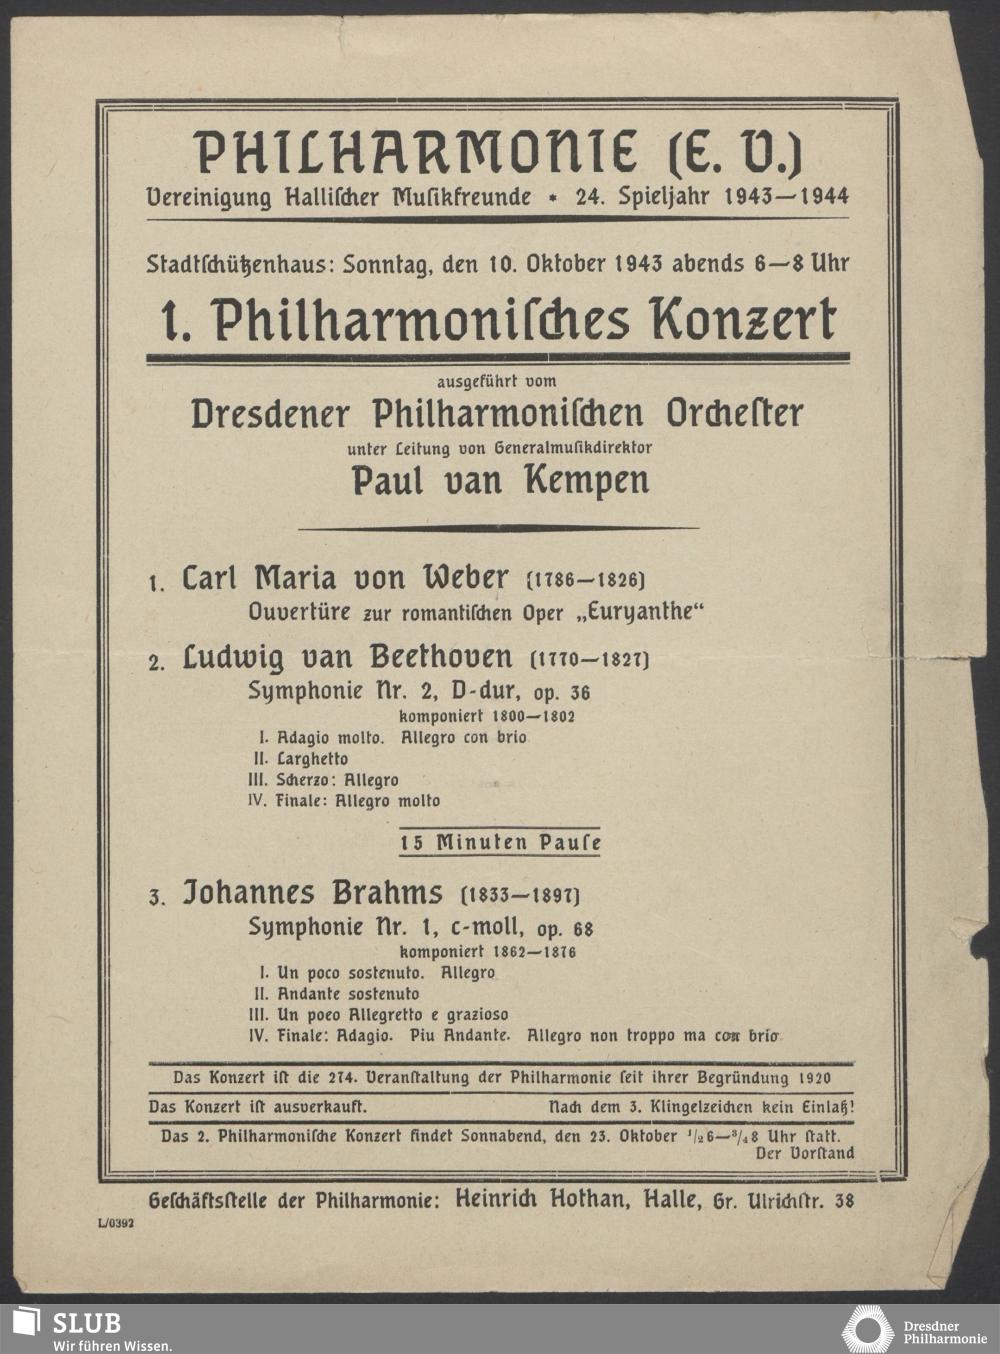 PHILHARMONIE (E. V.)
Vereinigung Halliſcher Muſikfreunde * 24. Spieljahr 1943—1944
Stadtſchützenhaus: Sonntag, den 10. Oktober 1943 abends 6—8 Uhr
1. Philharmoniſches Konzert
ausgeführt vom
Dresdener Philharmoniſchen Orcheſter
unter Leitung von Generalmuſikdirektor
Paul van Kempen
1. Carl Maria von Weber (1786—1826)
Ouvertüre zur romantiſchen Oper „Euryanthe“
2. Ludwig van Beethoven (1770—1827)
Symphonie Nr. 2, D-dur, op. 36
komponiert 1800—1802
I. Adagio molto. Allegro con brio
II. Larghetto
III. Scherzo: Allegro
IV. Finale: Allegro molto
15 Minuten Pauſe
3. Johannes Brahms (1833—1897)
Symphonie Nr. 1, c-moll, op. 68
komponiert 1862—1876
I. Un poco sostenuto. Allegro
II. Andante sostenuto
III. Un poeo Allegretto e grazioso
IV. Finale: Adagio. Piu Andante. Allegro non troppo ma con brio
Das Konzert iſt die 274. Veranſtaltung der Philharmonie ſeit ihrer Begründung 1920
Das Konzert iſt ausverkauft. Nach dem 3. Klingelzeichen kein Einlaß!
Das 2. Philharmoniſche Konzert findet Sonnabend, den 23. Oktober 1/2 6—3/4 8 Uhr ſtatt.
Der Vorſtand
Geſchäftsſtelle der Philharmonie: Heinrich Hothan, Halle, Gr. Ulrichſtr. 38
L/0392
SLUB
Wir führen Wissen.
Dresdner
Philharmonie